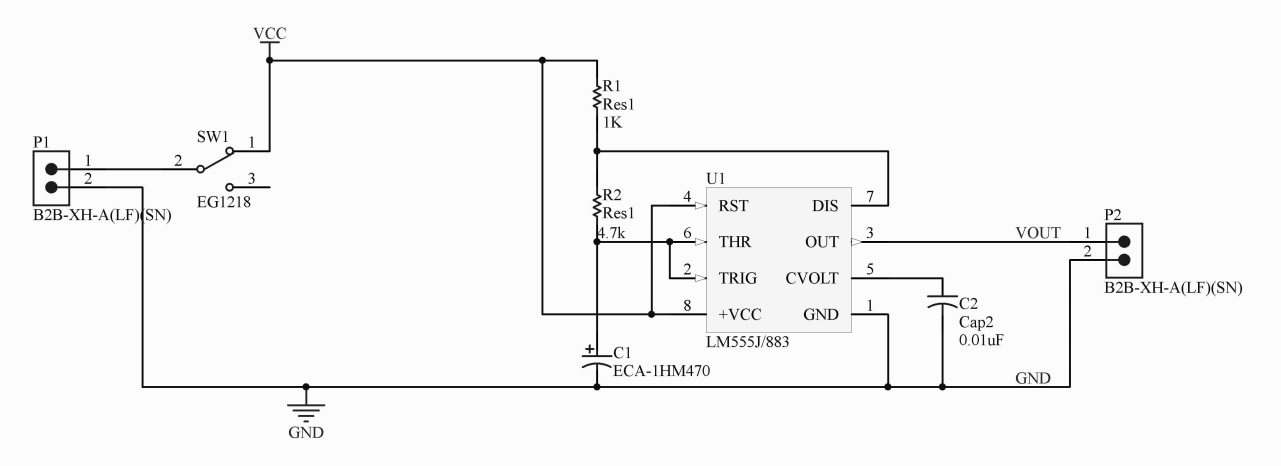 VCC
R1
Res1
1K
P1
SW1
1
1
2
2
3
EG1218
B2B-XH-A(LF)(SN)
U1
R2
Res1
4.7k
4
RST
DIS
7
6
THR
OUT
3
VOUT
P2
1
2
2
TRIG
CVOLT
5
B2B-XH-A(LF)(SN)
8
+VCC
GND
1
C2
Cap2
0.01uF
LM555J/883
+
C1
ECA-1HM470
GND
GND